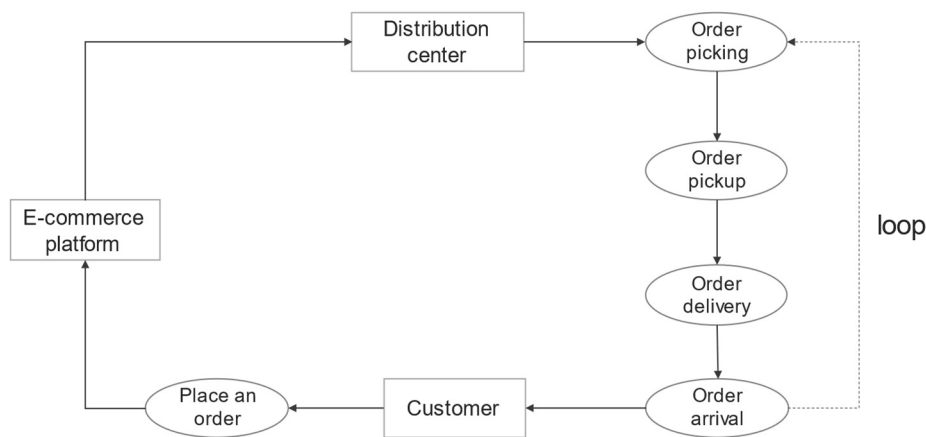 Distribution
center
Order
picking
Order
pickup
E-commerce
platform
loop
Order
delivery
Place an
order
Customer
Order
arrival